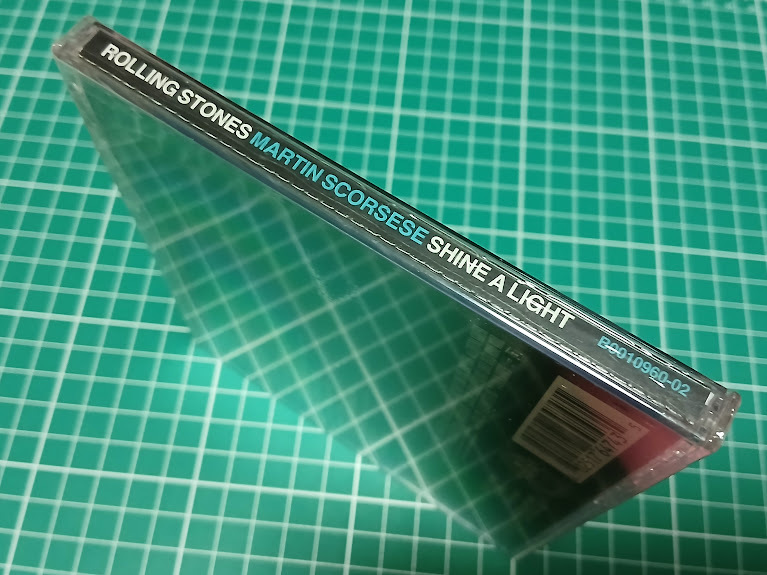 ROLLING STONES MARTIN SCORSESE SHINE A LIGHT B0010960-02